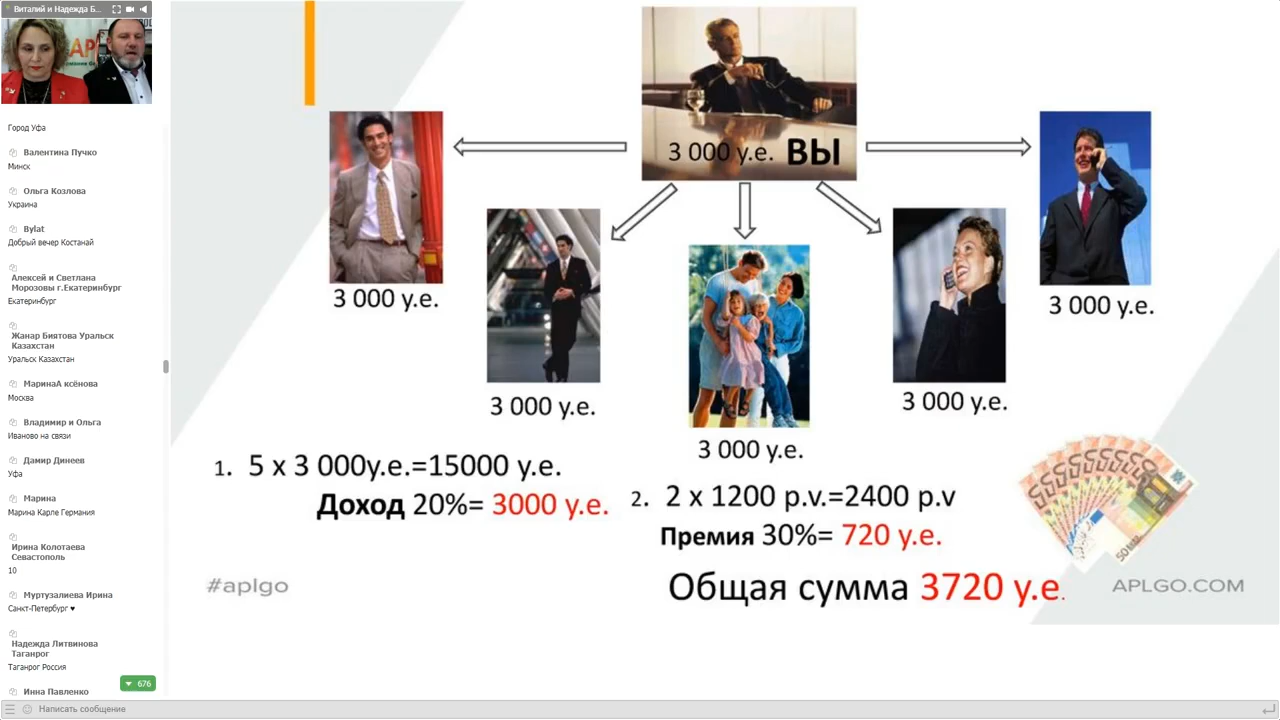 Виталий и Надежда Б...
Город Уфа
Валентина Пучко
Минск
Ольга Козлова
Украина
Bylat
Добрый вечер Костанай
Алексей и Светлана
Морозовы г.Екатеринбург
Екатеринбург
Жанар Биятова Уральск
Казахстан
Уральск Казахстан
МаринаА ксёнова
Москва
Владимир и Ольга
Иваново на связи
Дамир Динеев
Уфа
Марина
Марина Карле Германия
Ирина Колотаева
Севастополь
10
Муртузалиева Ирина
Санкт-Петербург ♥
Надежда Литвинова
Таганрог
Таганрог Россия
Инна Павленко
676
Написать сообщение
3 000 у.е. ВЫ
3 000 у.е.
3 000 у.е.
3 000 у.е.
3 000 у.е.
3 000 у.е.
1. 5 х 3 000у.е.=15000 у.е.
Доход 20%= 3000 у.е.
2. 2 х 1200 p.v.=2400 p.v
Премия 30%= 720 у.е.
Общая сумма 3720 у.е.
#aplgo
APLGO.COM